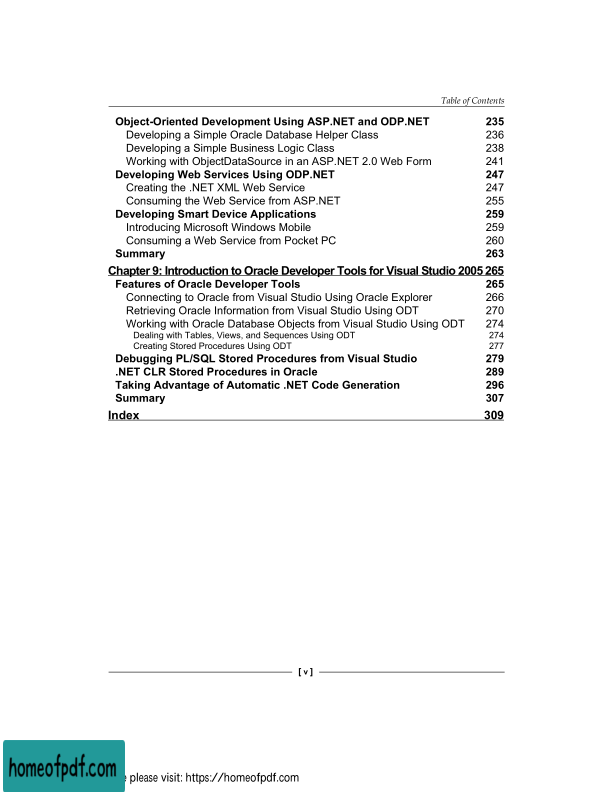 Table of Contents
Object-Oriented Development Using ASP.NET and ODP.NET 235
Developing a Simple Oracle Database Helper Class 236
Developing a Simple Business Logic Class 238
Working with ObjectDataSource in an ASP.NET 2.0 Web Form 241
Developing Web Services Using ODP.NET 247
Creating the .NET XML Web Service 247
Consuming the Web Service from ASP.NET 255
Developing Smart Device Applications 259
Introducing Microsoft Windows Mobile 259
Consuming a Web Service from Pocket PC 260
Summary 263
Chapter 9: Introduction to Oracle Developer Tools for Visual Studio 2005 265
Features of Oracle Developer Tools 265
Connecting to Oracle from Visual Studio Using Oracle Explorer 266
Retrieving Oracle Information from Visual Studio Using ODT 270
Working with Oracle Database Objects from Visual Studio Using ODT 274
Dealing with Tables, Views, and Sequences Using ODT 274
Creating Stored Procedures Using ODT 277
Debugging PL/SQL Stored Procedures from Visual Studio 279
.NET CLR Stored Procedures in Oracle 289
Taking Advantage of Automatic .NET Code Generation 296
Summary 307
Index 309
[ v ]
homeofpdf.com
please visit: https://homeofpdf.com